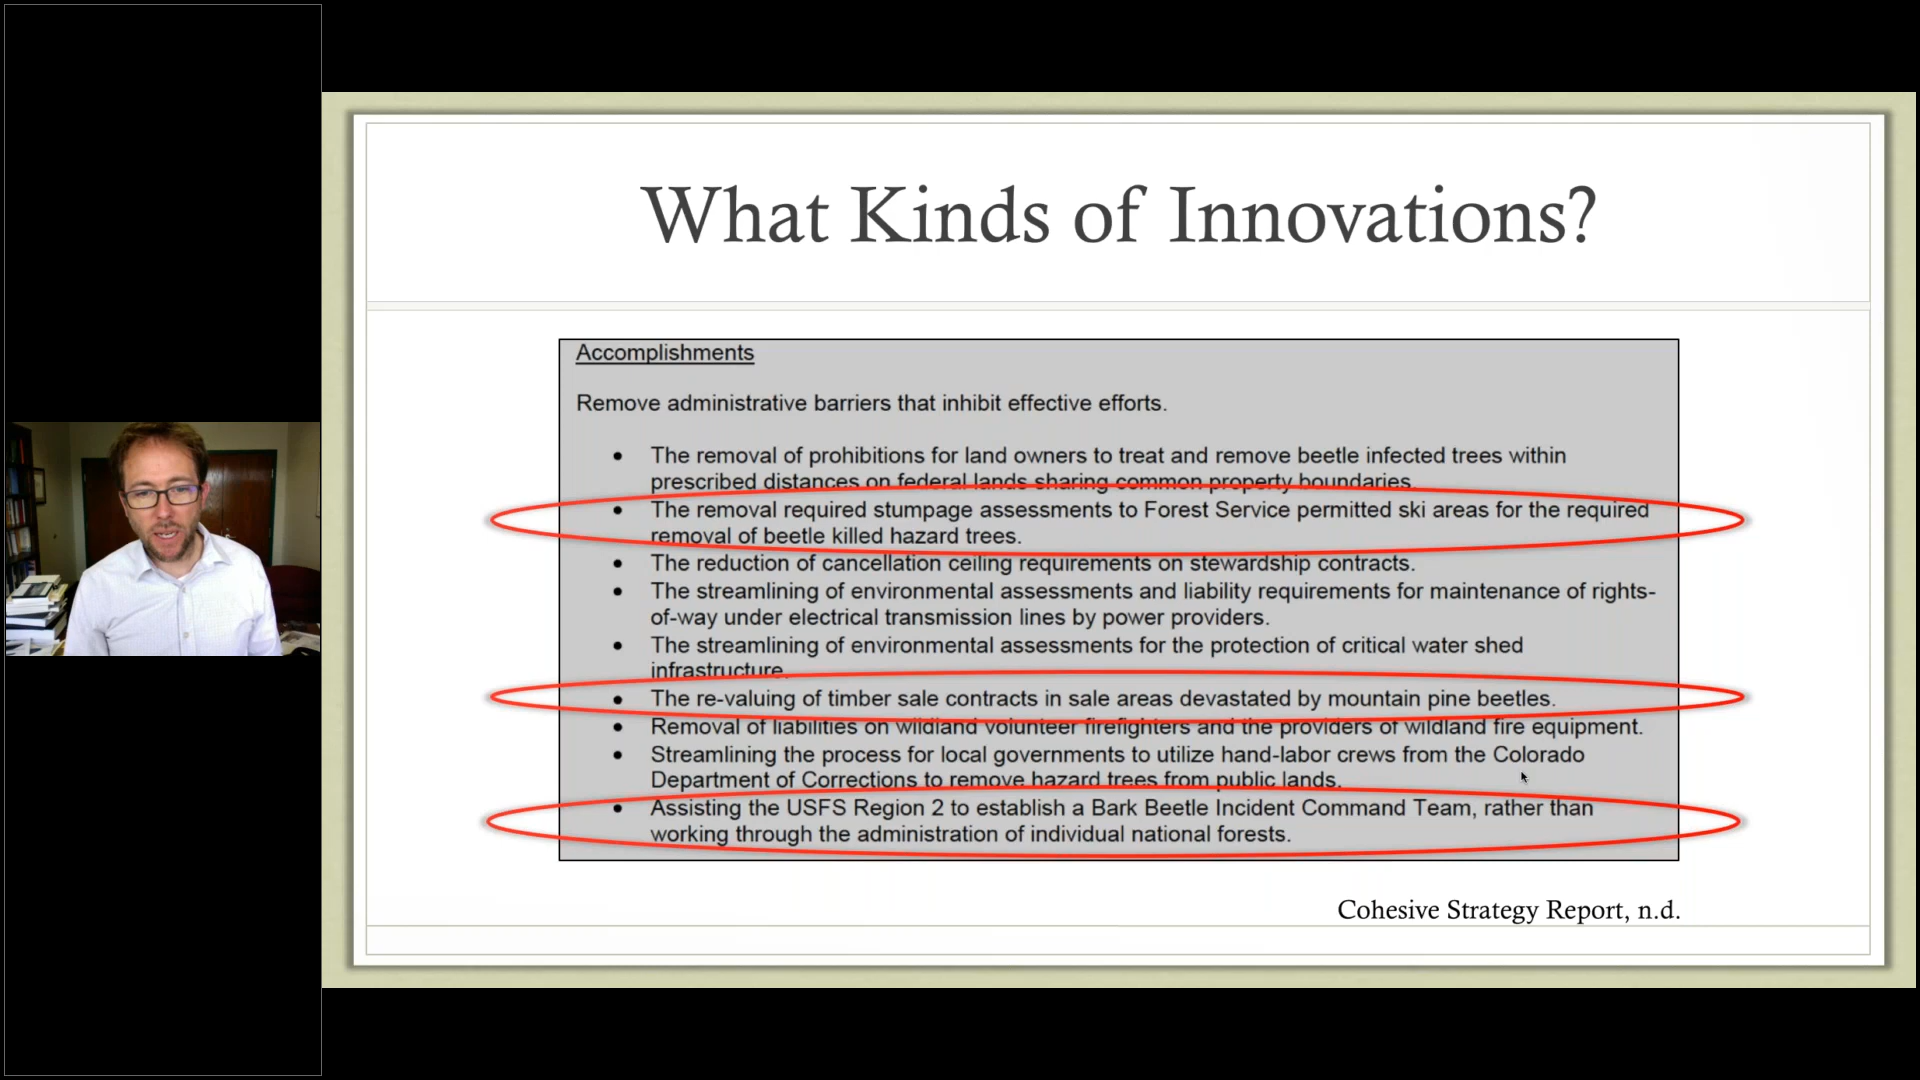 What Kinds of Innovations?
Accomplishments
Remove administrative barriers that inhibit effective efforts.
• The removal of prohibitions for land owners to treat and remove beetle infected trees within
prescribed distances on federal lands sharing common property boundaries.
• The removal required stumpage assessments to Forest Service permitted ski areas for the required
removal of beetle killed hazard trees.
• The reduction of cancellation ceiling requirements on stewardship contracts.
• The streamlining of environmental assessments and liability requirements for maintenance of rights-
of-way under electrical transmission lines by power providers.
• The streamlining of environmental assessments for the protection of critical water shed
infrastructure.
• The re-valuing of timber sale contracts in sale areas devastated by mountain pine beetles.
• Removal of liabilities on wildland volunteer firefighters and the providers of wildland fire equipment.
• Streamlining the process for local governments to utilize hand-labor crews from the Colorado
Department of Corrections to remove hazard trees from public lands.
• Assisting the USFS Region 2 to establish a Bark Beetle Incident Command Team, rather than
working through the administration of individual national forests.
Cohesive Strategy Report, n.d.